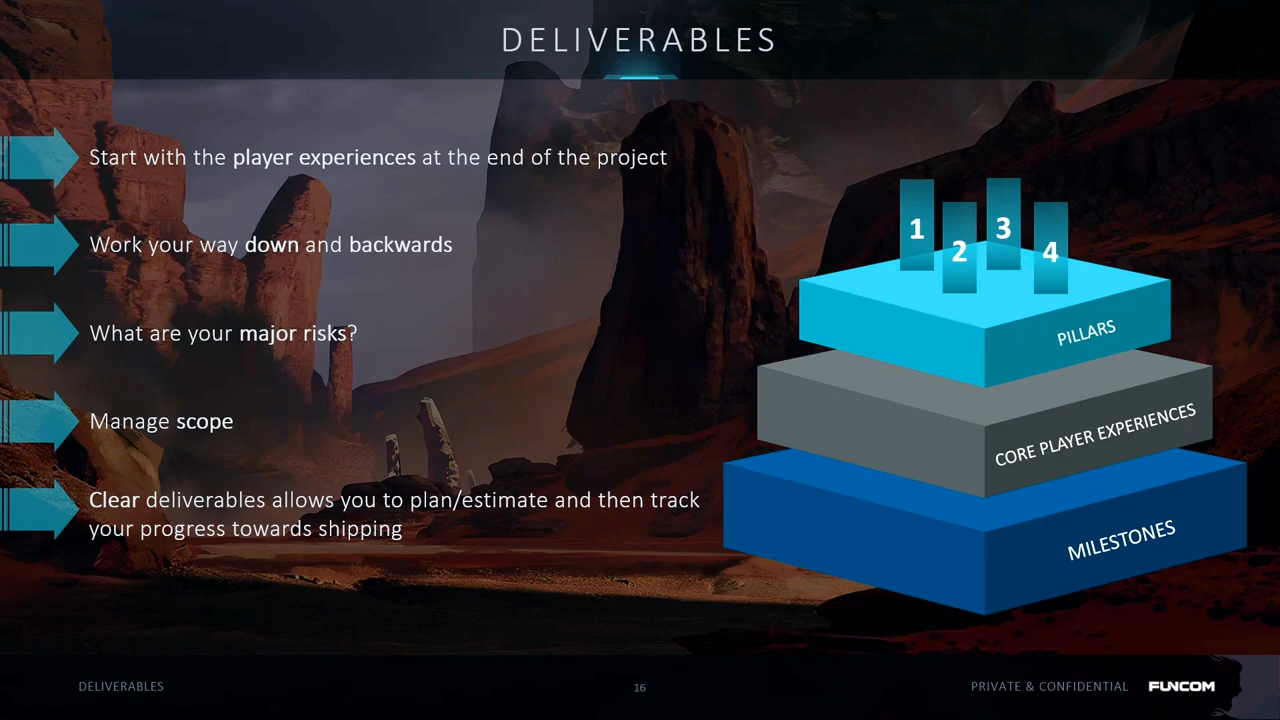 DELIVERABLES
Start with the player experiences at the end of the project
Work your way down and backwards
What are your major risks?
Manage scope
Clear deliverables allows you to plan/estimate and then track
your progress towards shipping
1
2
3
4
PILLARS
CORE PLAYER EXPERIENCES
MILESTONES
DELIVERABLES
16
PRIVATE & CONFIDENTIAL
FUNCOM